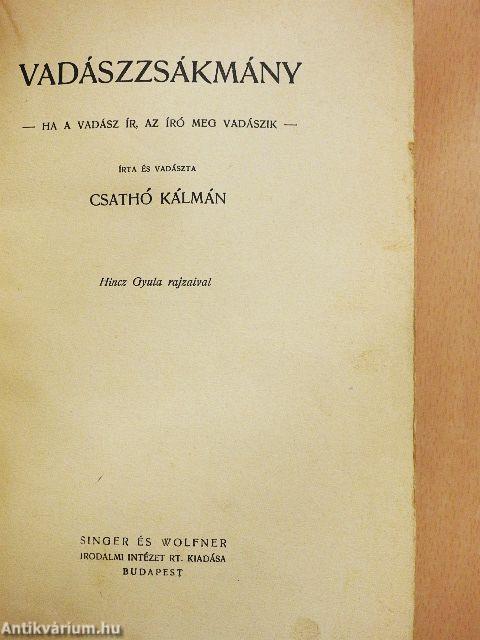 VADÁSZZSÁKMÁNY
— HA A VADÁSZ ÍR, AZ ÍRÓ MEG VADÁSZIK —
ÍRTA ÉS VADÁSZTA
CSATHÓ KÁLMÁN
Hincz Gyula rajzaival
SINGER ÉS WOLFNER
IRODALMI INTÉZET RT. KIADÁSA
BUDAPEST
Antikvárium.hu